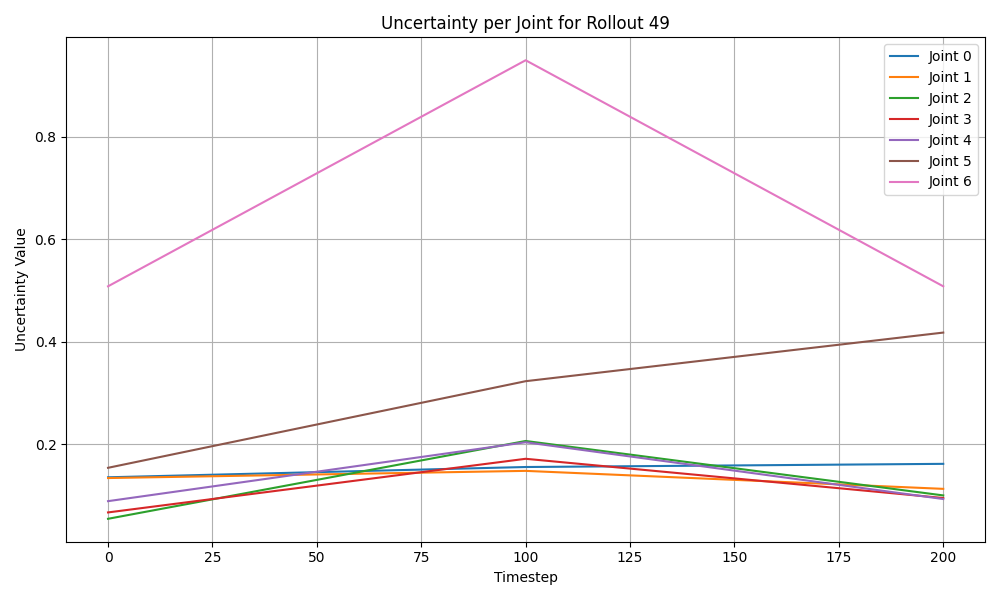 Uncertainty per Joint for Rollout 49
Joint 0
Joint 1
Joint 2
Joint 3
Joint 4
Joint 5
Joint 6
Uncertainty Value
0.8
0.6
0.4
0.2
0 25 50 75 100 125 150 175 200
Timestep